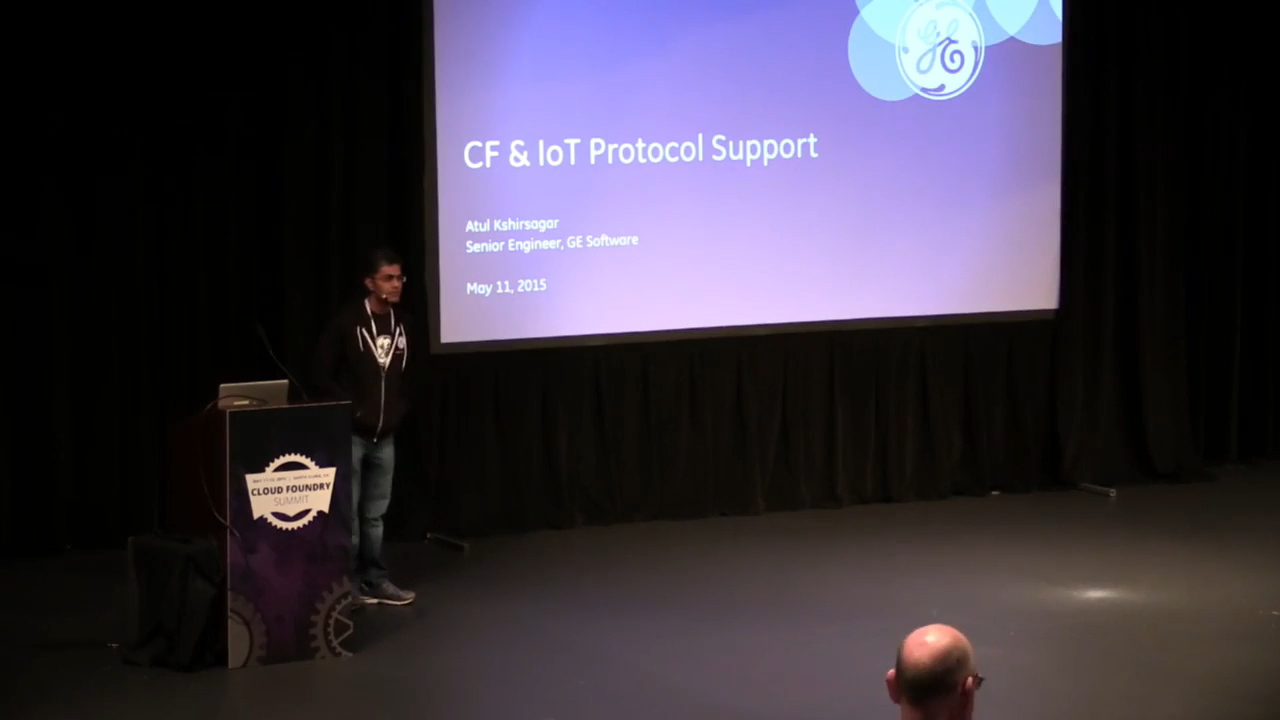 CF & IoT Protocol Support
Atul Kshirsagar
Senior Engineer, GE Software
May 11, 2015
CLOUD FOUNDRY
SUMMIT